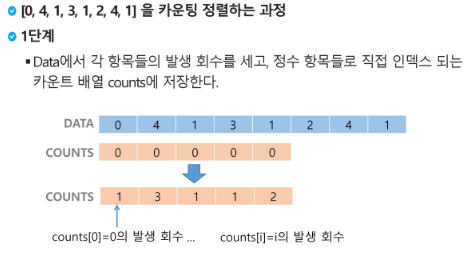 [0, 4, 1, 3, 1, 2, 4, 1] 을 카운팅 정렬하는 과정
1단계
Data에서 각 항목들의 발생 회수를 세고, 정수 항목들로 직접 인덱스 되는
카운트 배열 counts에 저장한다.
DATA 0 4 1 3 1 2 4 1
COUNTS 0 0 0 0 0
COUNTS 1 3 1 1 2
counts[0]=0의 발생 회수 ... counts[i]=i의 발생 회수